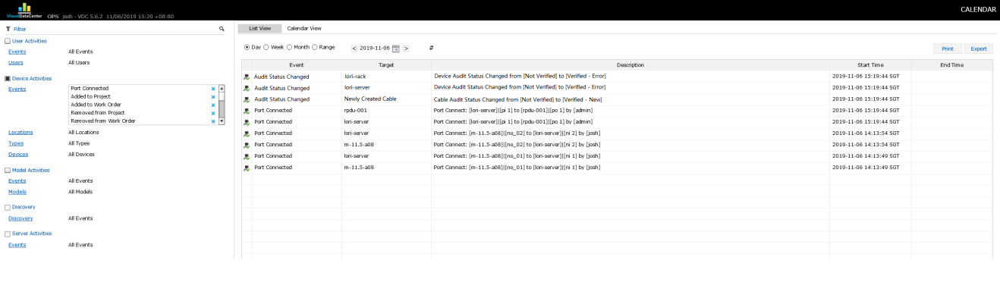 CALENDAR
VisualDataCenter OPS josh - VDC 5.6.2 11/06/2019 15:20 +08:00
Filter
User Activities
Events All Events
Users All Users
Device Activities
Events
Port Connected
Added to Project
Added to Work Order
Removed from Project
Removed from Work Order
Locations All Locations
Types All Types
Devices All Devices
Model Activities
Events All Events
Models All Models
Discovery
Discovery All Events
Server Activities
Events All Events
List View Calendar View
Day Week Month Range < 2019-11-06 >
Print Export
Event Target Description Start Time End Time
Audit Status Changed lori-rack Device Audit Status Changed from [Not Verified] to [Verified - Error] 2019-11-06 15:19:44 SGT
Audit Status Changed lori-server Device Audit Status Changed from [Not Verified] to [Verified - Error] 2019-11-06 15:19:44 SGT
Audit Status Changed Newly Created Cable Cable Audit Status Changed from [Not Verified] to [Verified - New] 2019-11-06 15:19:44 SGT
Port Connected rpdu-001 Port Connect: [lori-server]|[pi 1] to [rpdu-001]|[po 1] by [admin] 2019-11-06 15:19:44 SGT
Port Connected lori-server Port Connect: [lori-server]|[pi 1] to [rpdu-001]|[po 1] by [admin] 2019-11-06 15:19:44 SGT
Port Connected lori-server Port Connect: [m-11.5-a08]|[no_02] to [lori-server]|[ni 2] by [josh] 2019-11-06 14:13:54 SGT
Port Connected m-11.5-a08 Port Connect: [m-11.5-a08]|[no_02] to [lori-server]|[ni 2] by [josh] 2019-11-06 14:13:54 SGT
Port Connected lori-server Port Connect: [m-11.5-a08]|[no_01] to [lori-server]|[ni 1] by [josh] 2019-11-06 14:13:49 SGT
Port Connected m-11.5-a08 Port Connect: [m-11.5-a08]|[no_01] to [lori-server]|[ni 1] by [josh] 2019-11-06 14:13:49 SGT